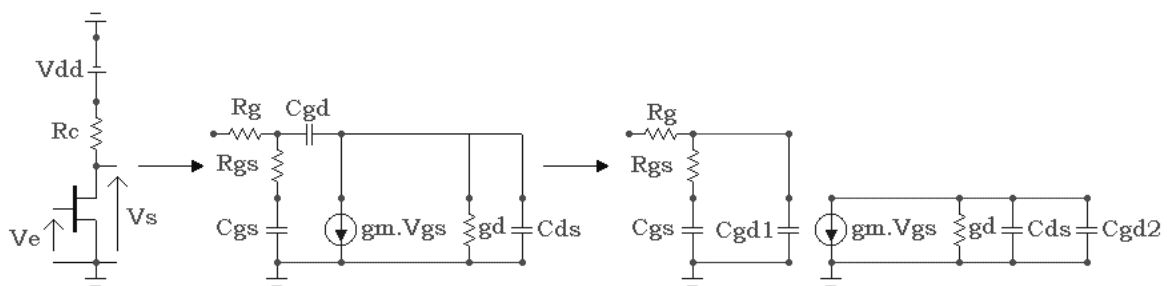 Vdd
Rc
Ve
Vs
Rg
Cgd
Rgs
Cgs
gm.Vgs
gd
Cds
Rg
Rgs
Cgs
Cgd1
gm.Vgs
gd
Cds
Cgd2